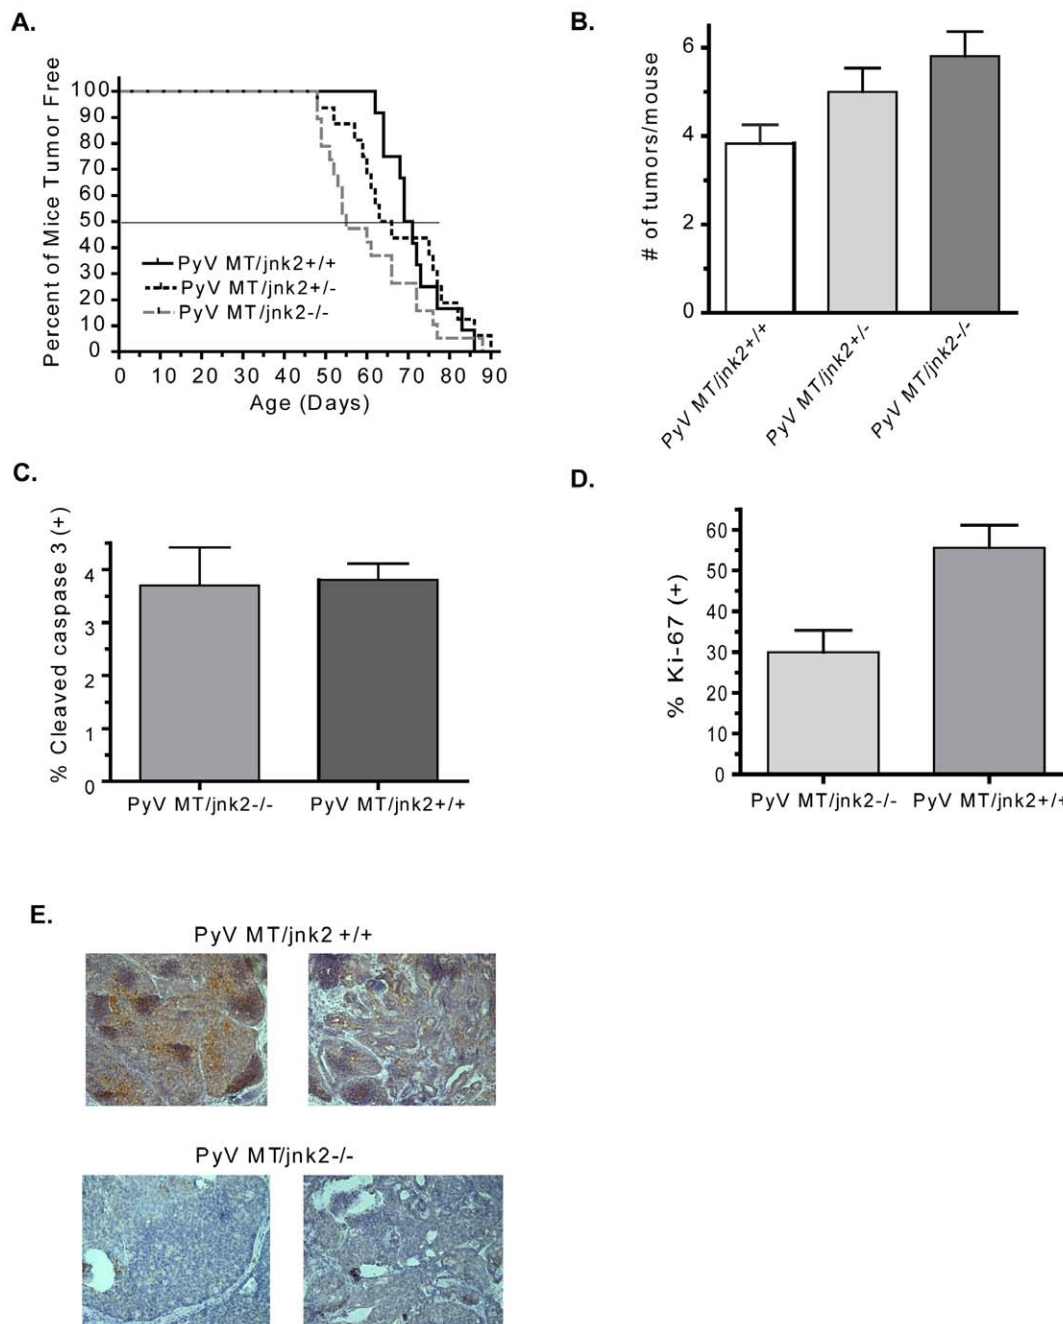 A.
Percent of Mice Tumor Free
100
90
80
70
60
50
40
30
20
10
0
PyV MT/jnk2+/+
PyV MT/jnk2+/-
PyV MT/jnk2-/-
0 10 20 30 40 50 60 70 80 90
Age (Days)
B.
# of tumors/mouse
6
4
2
0
PyV MT/jnk2+/+
PyV MT/jnk2+/-
PyV MT/jnk2-/-
C.
% Cleaved caspase 3 (+)
4
3
2
1
0
PyV MT/jnk2-/- PyV MT/jnk2+/+
D.
% Ki-67 (+)
60
50
40
30
20
10
0
PyV MT/jnk2-/- PyV MT/jnk2+/+
E.
PyV MT/jnk2 +/+
PyV MT/jnk2-/-